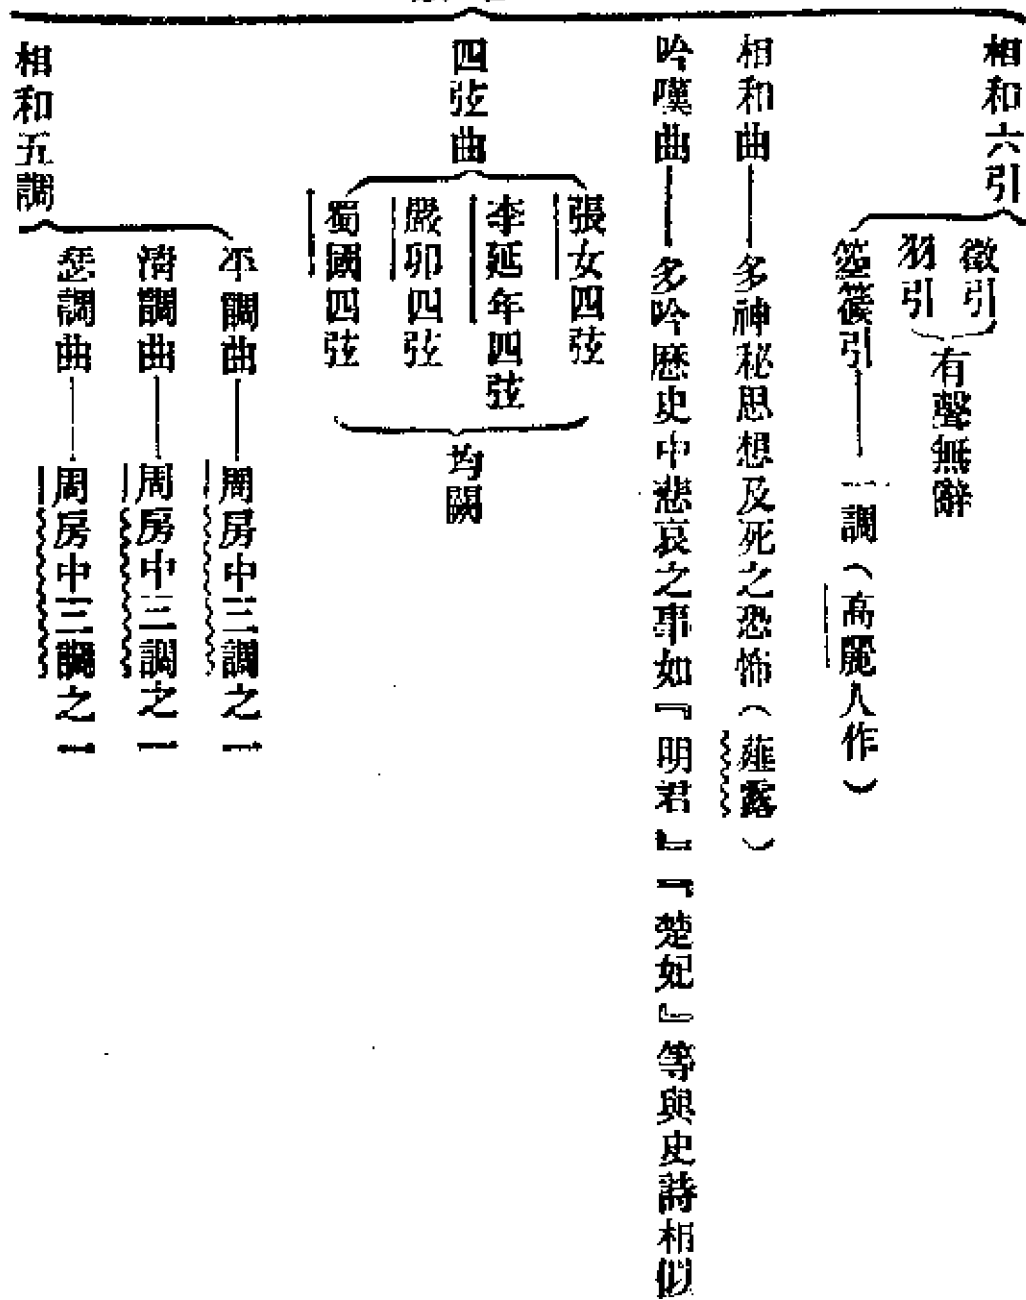 相和六引
徵引
羽引
有聲無辭
箜篌引——一調（高麗人作）
相和曲——多神秘思想及死之恐怖（薤露）
吟嘆曲——多吟歷史中悲哀之事如『明君』『楚妃』等與史詩相似
四弦曲
張女四弦
李延年四弦
嚴卯四弦
蜀國四弦
均闕
相和五調
平調曲——周房中三調之一
清調曲——周房中三調之一
瑟調曲——周房中三調之一